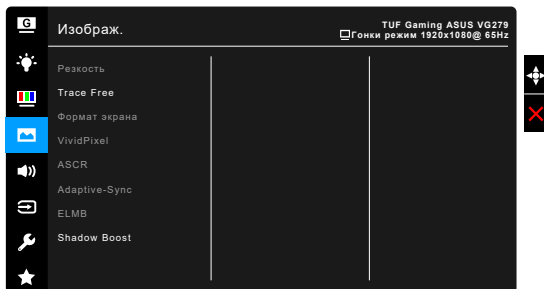 G
Изображ.
TUF Gaming ASUS VG279
Гонки режим 1920x1080@ 65Hz
Резкость
Trace Free
Формат экрана
VividPixel
ASCR
Adaptive-Sync
ELMB
Shadow Boost